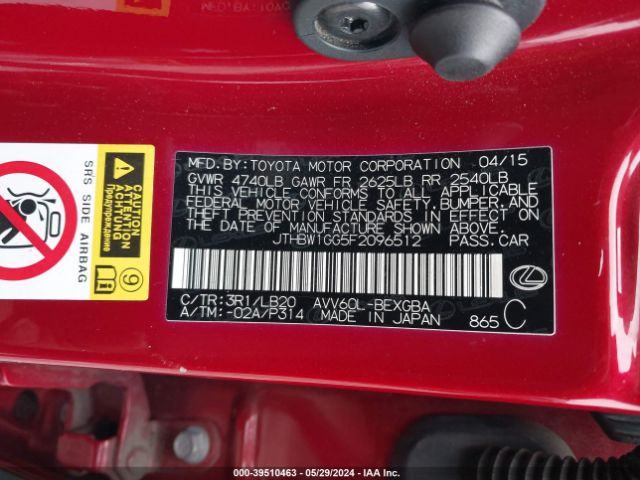 MFD. BY: TOYOTA MOTOR CORPORATION 04/15
GVWR 4740LB GAWR FR 2625LB RR 2540LB
THIS VEHICLE CONFORMS TO ALL APPLICABLE
FEDERAL MOTOR VEHICLE SAFETY, BUMPER, AND
THEFT PREVENTION STANDARDS IN EFFECT ON
THE DATE OF MANUFACTURE SHOWN ABOVE.
JTHBW1GG5F2096512 PASS. CAR
C/TR: 3R1/LB20 AVV60L-BEXGBA
A/TM: -02A/P314 MADE IN JAPAN 865 C
SRS SIDE AIRBAG
9
000-39510463 - 05/29/2024 - IAA Inc.